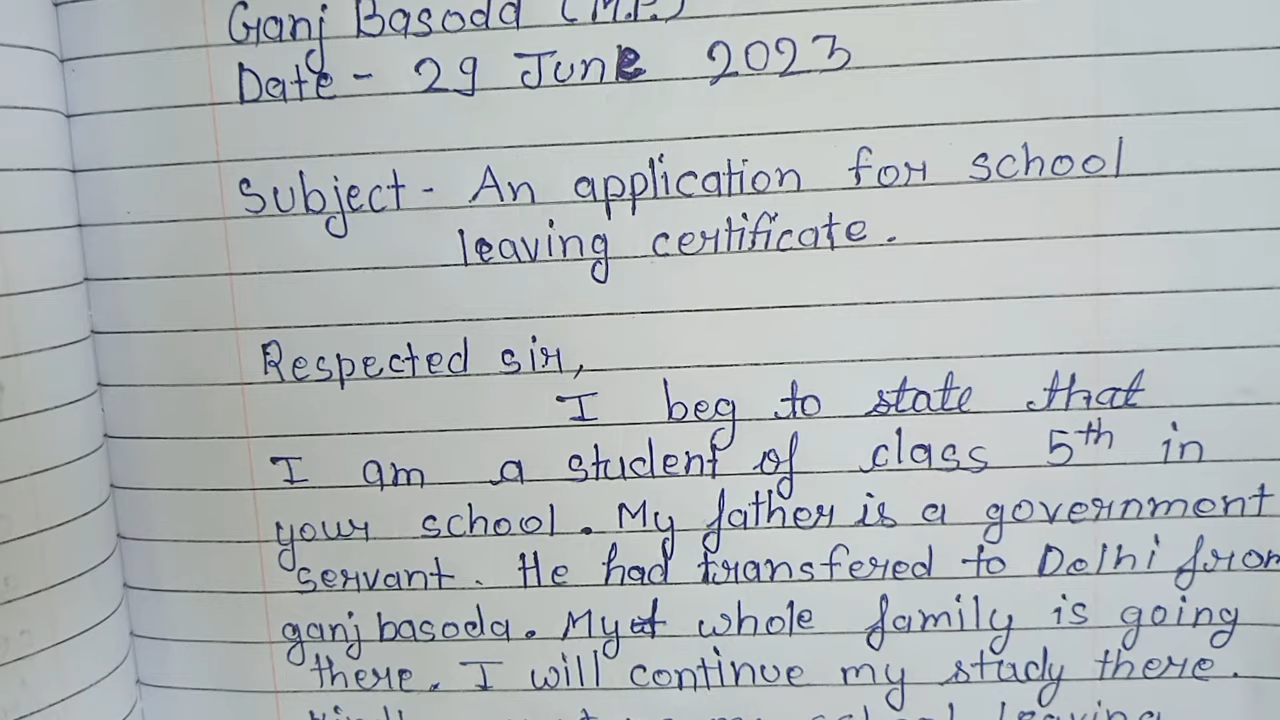 Ganj Basoda (M.P.)
Date - 29 June 2023
Subject - An application for school
leaving certificate.
Respected sir,
I beg to state that
I am a student of class 5th in
your school. My father is a government
servant. He had transfered to Delhi from
ganj basoda. My whole family is going
there. I will continue my study there.
school leaving